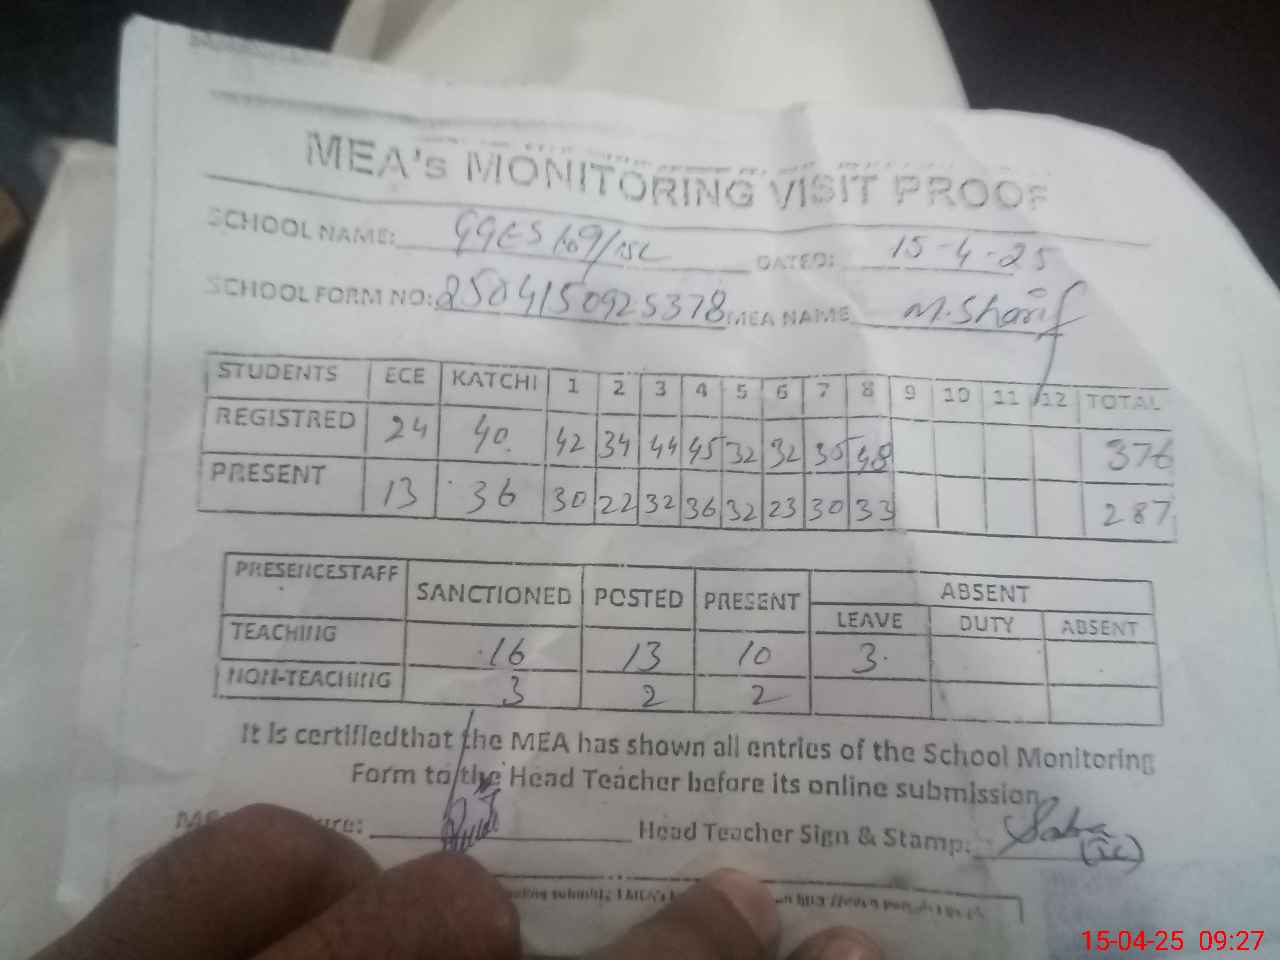 MEA's MONITORING VISIT PROOF
SCHOOL NAME: GGES 109/15L DATED: 15-4-25
SCHOOL FORM NO: 2504150925378 MEA NAME M. Sharif
STUDENTS ECE KATCHI 1 2 3 4 5 6 7 8 9 10 11 12 TOTAL
REGISTRED 24 40 42 34 44 45 32 32 35 48 376
PRESENT 13 36 30 22 32 36 32 23 30 33 287
PRESENCESTAFF SANCTIONED POSTED PRESENT ABSENT
LEAVE DUTY ABSENT
TEACHING 16 13 10 3
NON-TEACHING 3 2 2
It is certifiedthat the MEA has shown all entries of the School Monitoring
Form to the Head Teacher before its online submission
Head Teacher Sign & Stamp: Saba
15-04-25 09:27